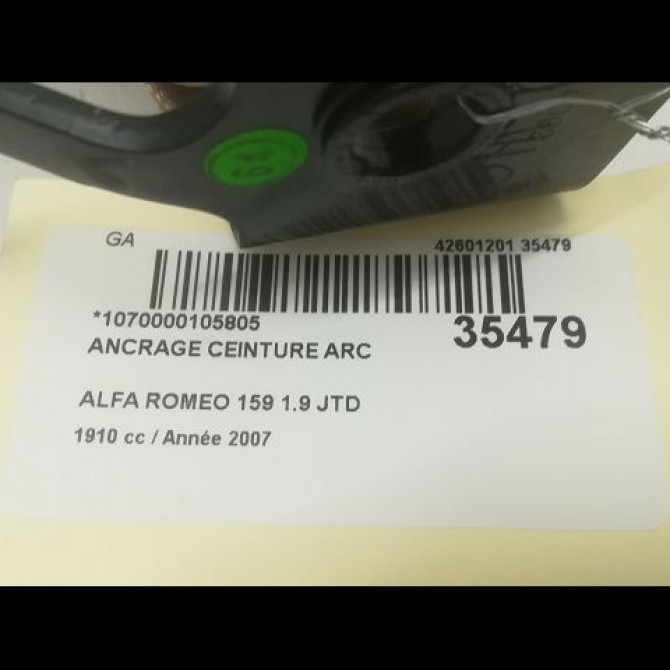 GA
42601201 35479
*1070000105805
35479
ANCRAGE CEINTURE ARC
ALFA ROMEO 159 1.9 JTD
1910 cc / Année 2007